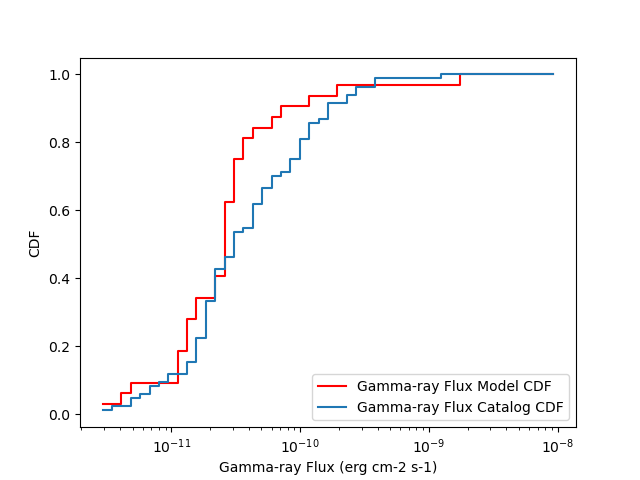 1.0
0.8
0.6
0.4
0.2
0.0
CDF
10⁻¹¹
10⁻¹⁰
10⁻⁹
10⁻⁸
Gamma-ray Flux (erg cm-2 s-1)
Gamma-ray Flux Model CDF
Gamma-ray Flux Catalog CDF